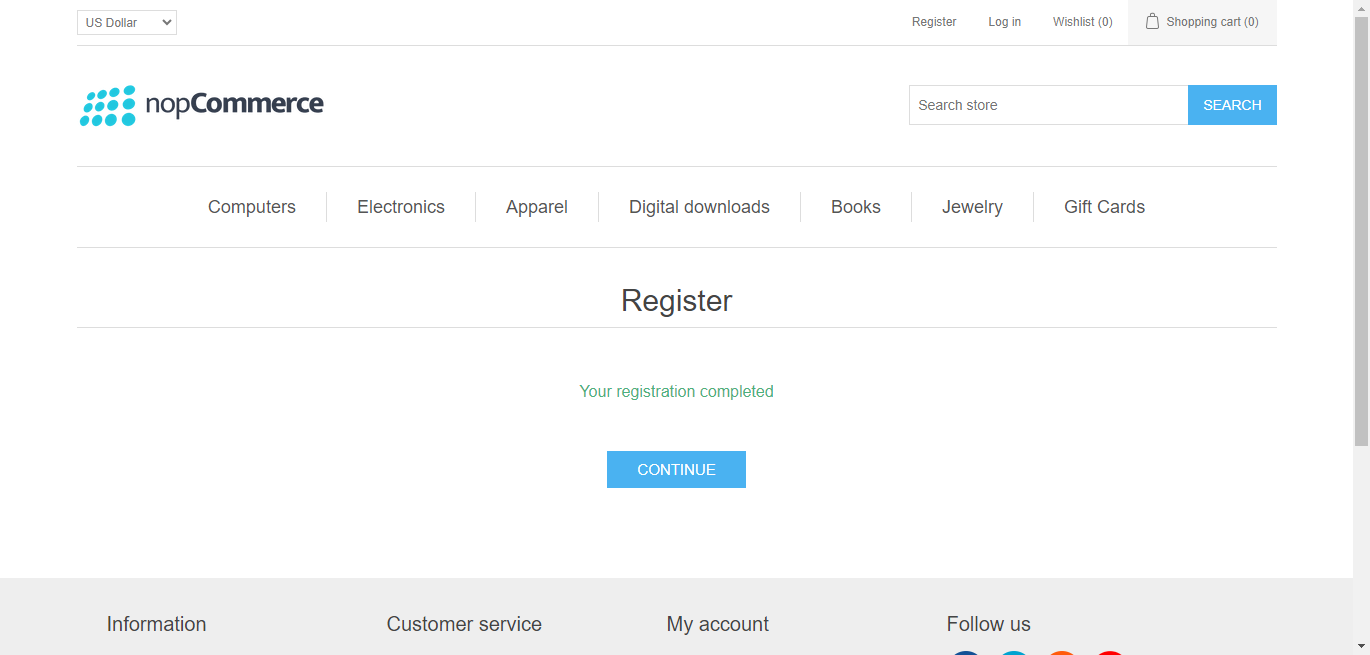 US Dollar
Register Log in Wishlist (0) Shopping cart (0)
nopCommerce
Search store SEARCH
Computers Electronics Apparel Digital downloads Books Jewelry Gift Cards
Register
Your registration completed
CONTINUE
Information Customer service My account Follow us